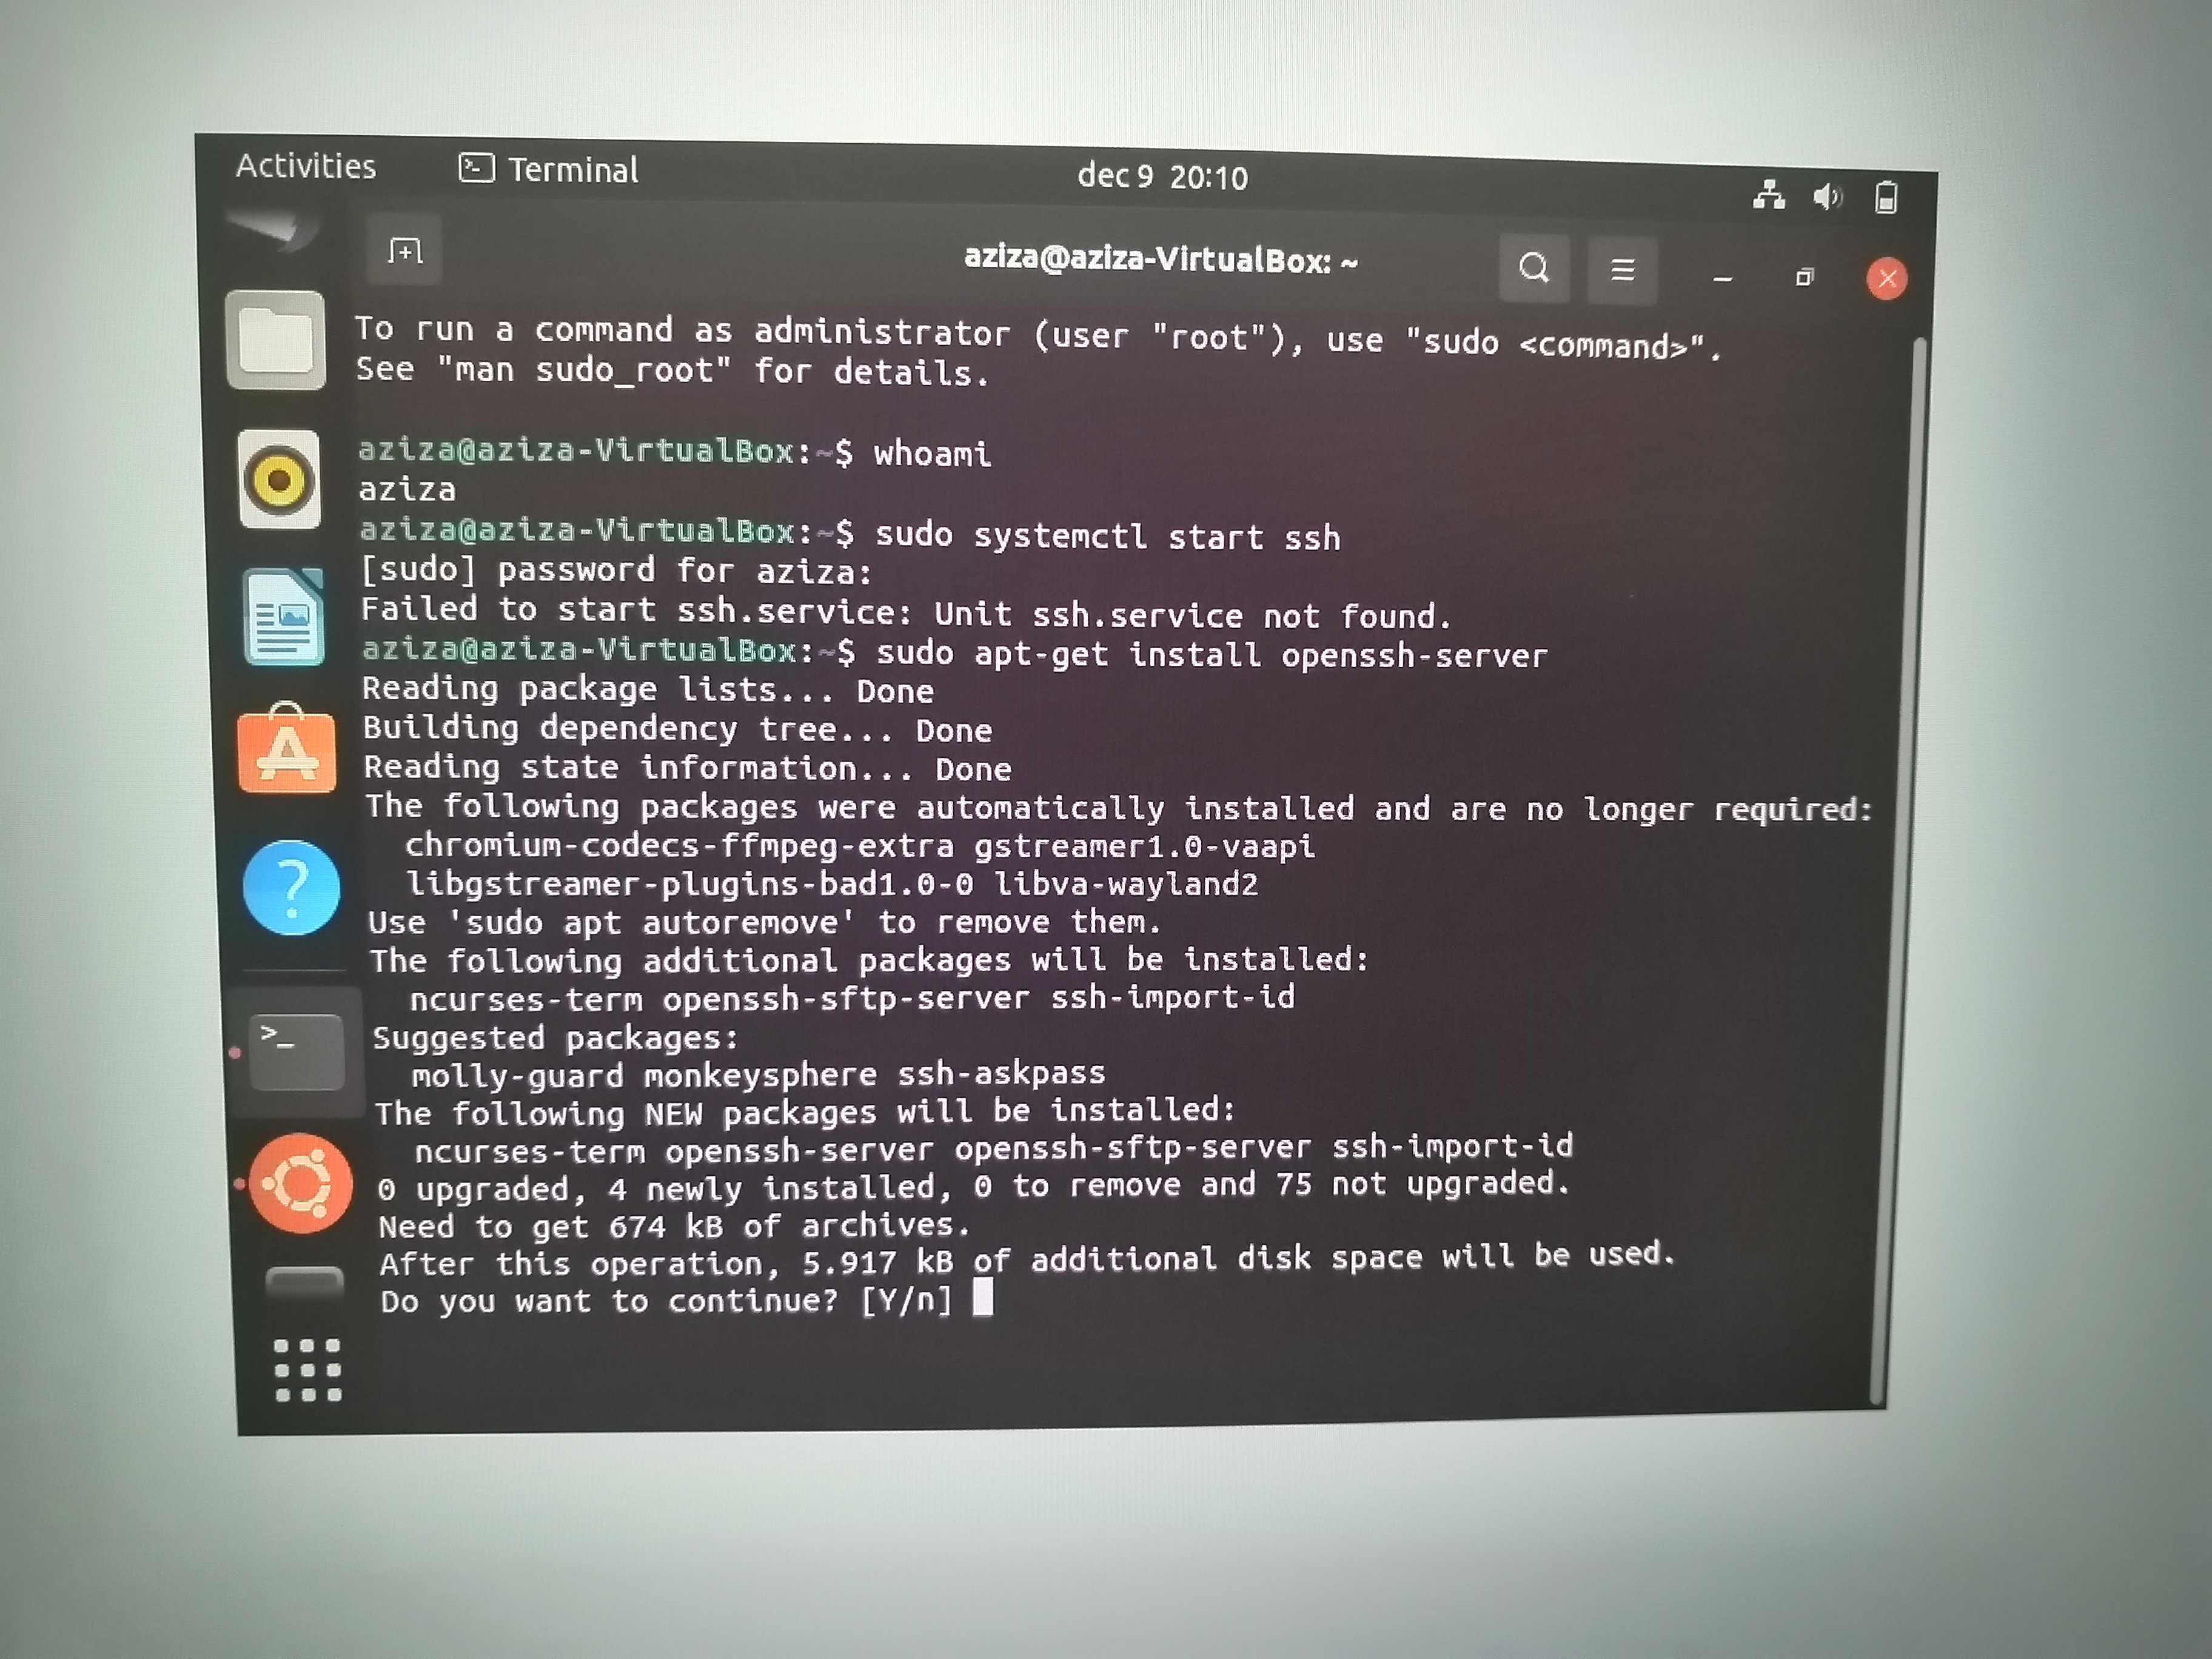 Activities Terminal dec 9 20:10
aziza@aziza-VirtualBox: ~
To run a command as administrator (user "root"), use "sudo <command>".
See "man sudo_root" for details.
aziza@aziza-VirtualBox:~$ whoami
aziza
aziza@aziza-VirtualBox:~$ sudo systemctl start ssh
[sudo] password for aziza:
Failed to start ssh.service: Unit ssh.service not found.
aziza@aziza-VirtualBox:~$ sudo apt-get install openssh-server
Reading package lists... Done
Building dependency tree... Done
Reading state information... Done
The following packages were automatically installed and are no longer required:
chromium-codecs-ffmpeg-extra gstreamer1.0-vaapi
libgstreamer-plugins-bad1.0-0 libva-wayland2
Use 'sudo apt autoremove' to remove them.
The following additional packages will be installed:
ncurses-term openssh-sftp-server ssh-import-id
Suggested packages:
molly-guard monkeysphere ssh-askpass
The following NEW packages will be installed:
ncurses-term openssh-server openssh-sftp-server ssh-import-id
0 upgraded, 4 newly installed, 0 to remove and 75 not upgraded.
Need to get 674 kB of archives.
After this operation, 5.917 kB of additional disk space will be used.
Do you want to continue? [Y/n]